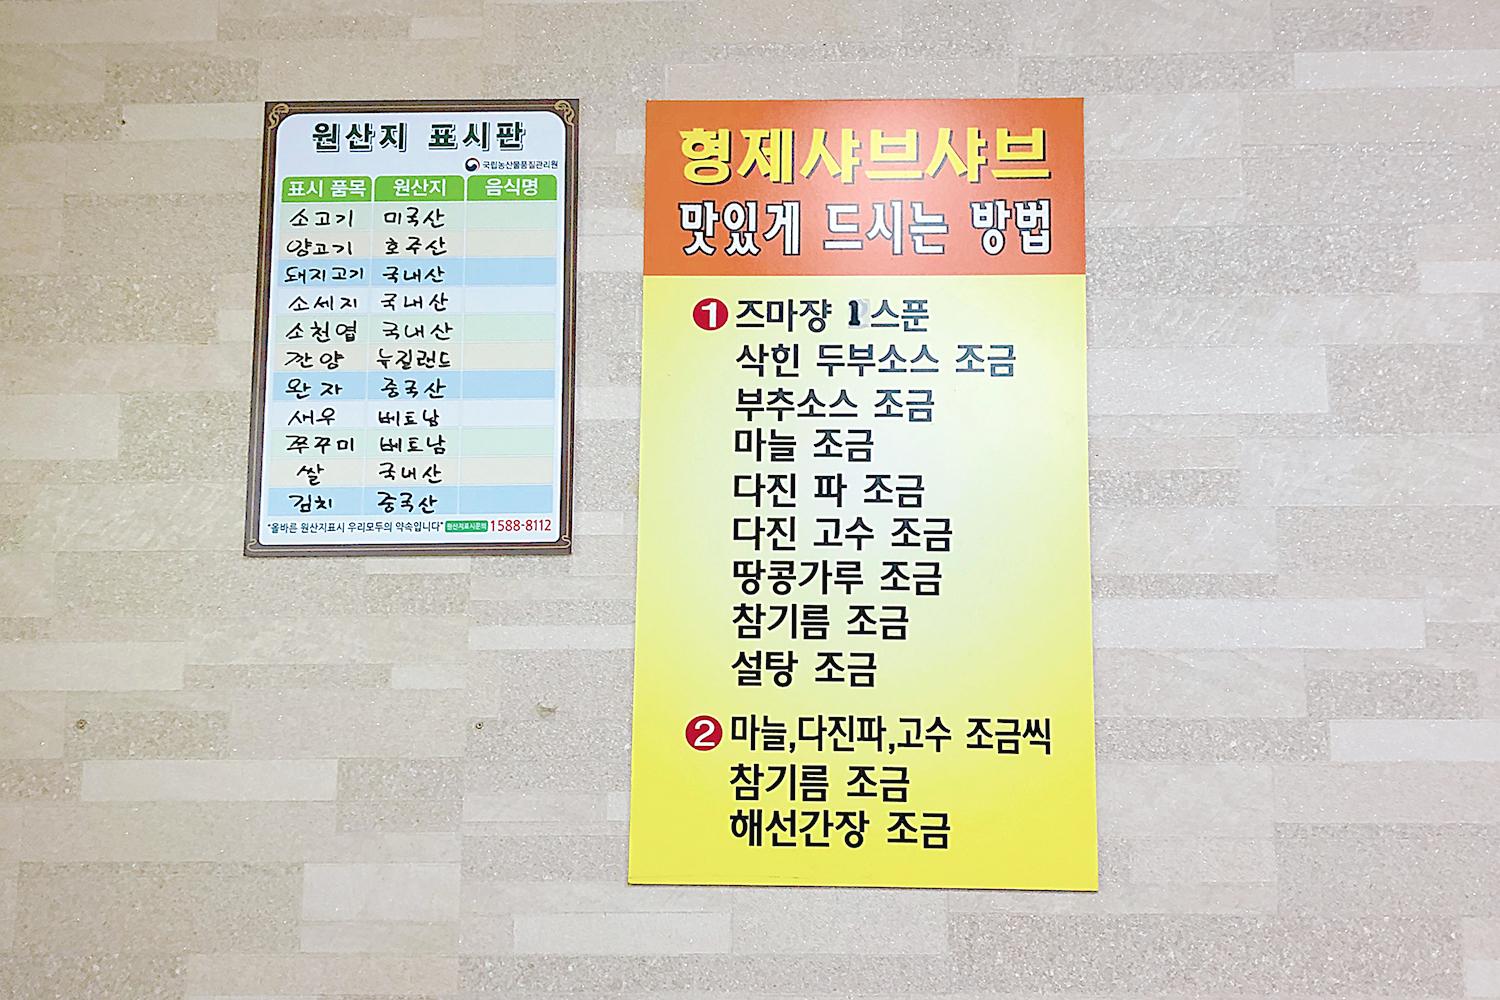 원산지 표시판
국립농산물품질관리원
표시 품목 원산지 음식명
소고기 미국산
양고기 호주산
돼지고기 국내산
소세지 국내산
소천엽 국내산
깐양 뉴질랜드
완자 중국산
새우 베트남
쭈꾸미 베트남
쌀 국내산
김치 중국산
"올바른 원산지표시 우리모두의 약속입니다" 원산지표시문의 1588-8112
형제샤브샤브
맛있게 드시는 방법
1 즈마쟝 1스푼
삭힌 두부소스 조금
부추소스 조금
마늘 조금
다진 파 조금
다진 고수 조금
땅콩가루 조금
참기름 조금
설탕 조금
2 마늘,다진파,고수 조금씩
참기름 조금
해선간장 조금